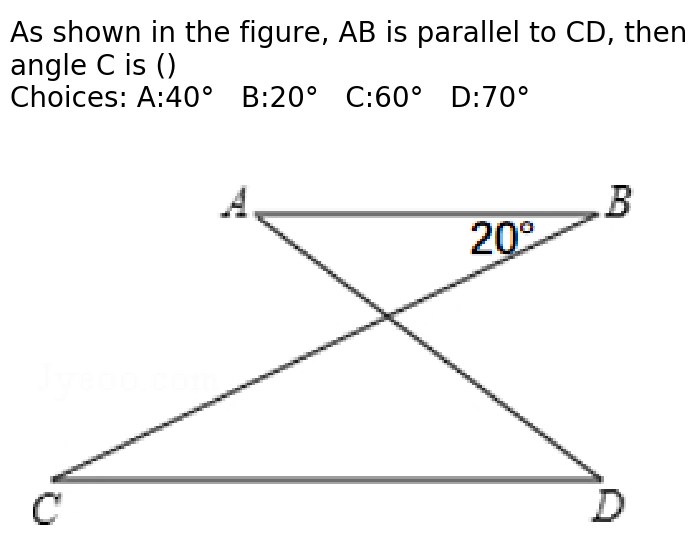 As shown in the figure, AB is parallel to CD, then
angle C is ()
Choices: A:40° B:20° C:60° D:70°
A
B
20°
C
D